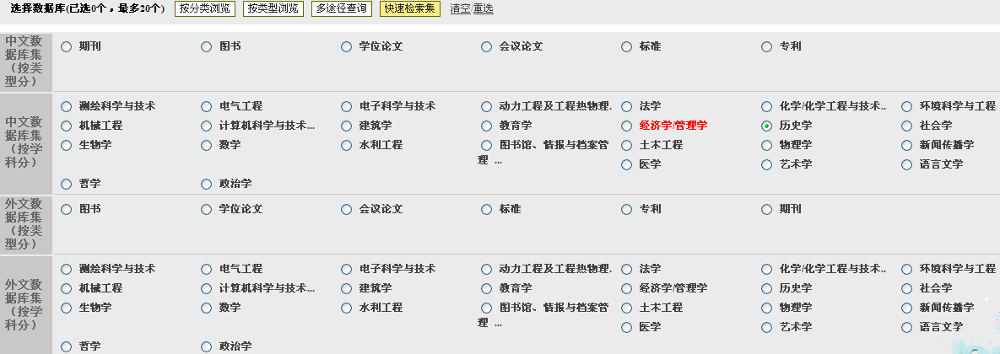 选择数据库(已选0个，最多20个) 按分类浏览 按类型浏览 多途径查询 快速检索集 清空/重选
中文数据库集（按类型分）
期刊 图书 学位论文 会议论文 标准 专利
中文数据库集（按学科分）
测绘科学与技术 电气工程 电子科学与技术 动力工程及工程热物理. 法学 化学/化学工程与技术.. 环境科学与工程
机械工程 计算机科学与技术... 建筑学 教育学 经济学/管理学 历史学 社会学
生物学 数学 水利工程 图书馆、情报与档案管理 ... 土木工程 物理学 新闻传播学
医学 艺术学 语言文学
哲学 政治学
外文数据库集（按类型分）
图书 学位论文 会议论文 标准 专利 期刊
外文数据库集（按学科分）
测绘科学与技术 电气工程 电子科学与技术 动力工程及工程热物理. 法学 化学/化学工程与技术.. 环境科学与工程
机械工程 计算机科学与技术... 建筑学 教育学 经济学/管理学 历史学 社会学
生物学 数学 水利工程 图书馆、情报与档案管理 ... 土木工程 物理学 新闻传播学
医学 艺术学 语言文学
哲学 政治学